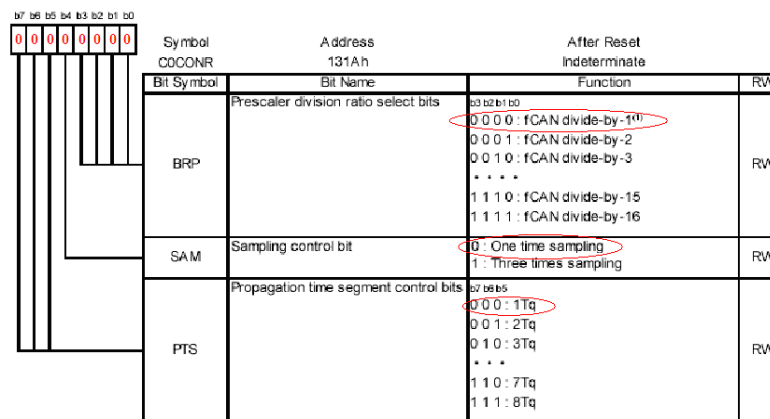 b7 b6 b5 b4 b3 b2 b1 b0
0 0 0 0 0 0 0 0
Symbol Address After Reset
C0CONR 131Ah Indeterminate
Bit Symbol Bit Name Function RW
BRP Prescaler division ratio select bits b3 b2 b1 b0 RW
0 0 0 0 : fCAN divide-by-1(1)
0 0 0 1 : fCAN divide-by-2
0 0 1 0 : fCAN divide-by-3
• • • •
1 1 1 0 : fCAN divide-by-15
1 1 1 1 : fCAN divide-by-16
SAM Sampling control bit 0 : One time sampling RW
1 : Three times sampling
PTS Propagation time segment control bits b7 b6 b5 RW
0 0 0 : 1Tq
0 0 1 : 2Tq
0 1 0 : 3Tq
• • •
1 1 0 : 7Tq
1 1 1 : 8Tq